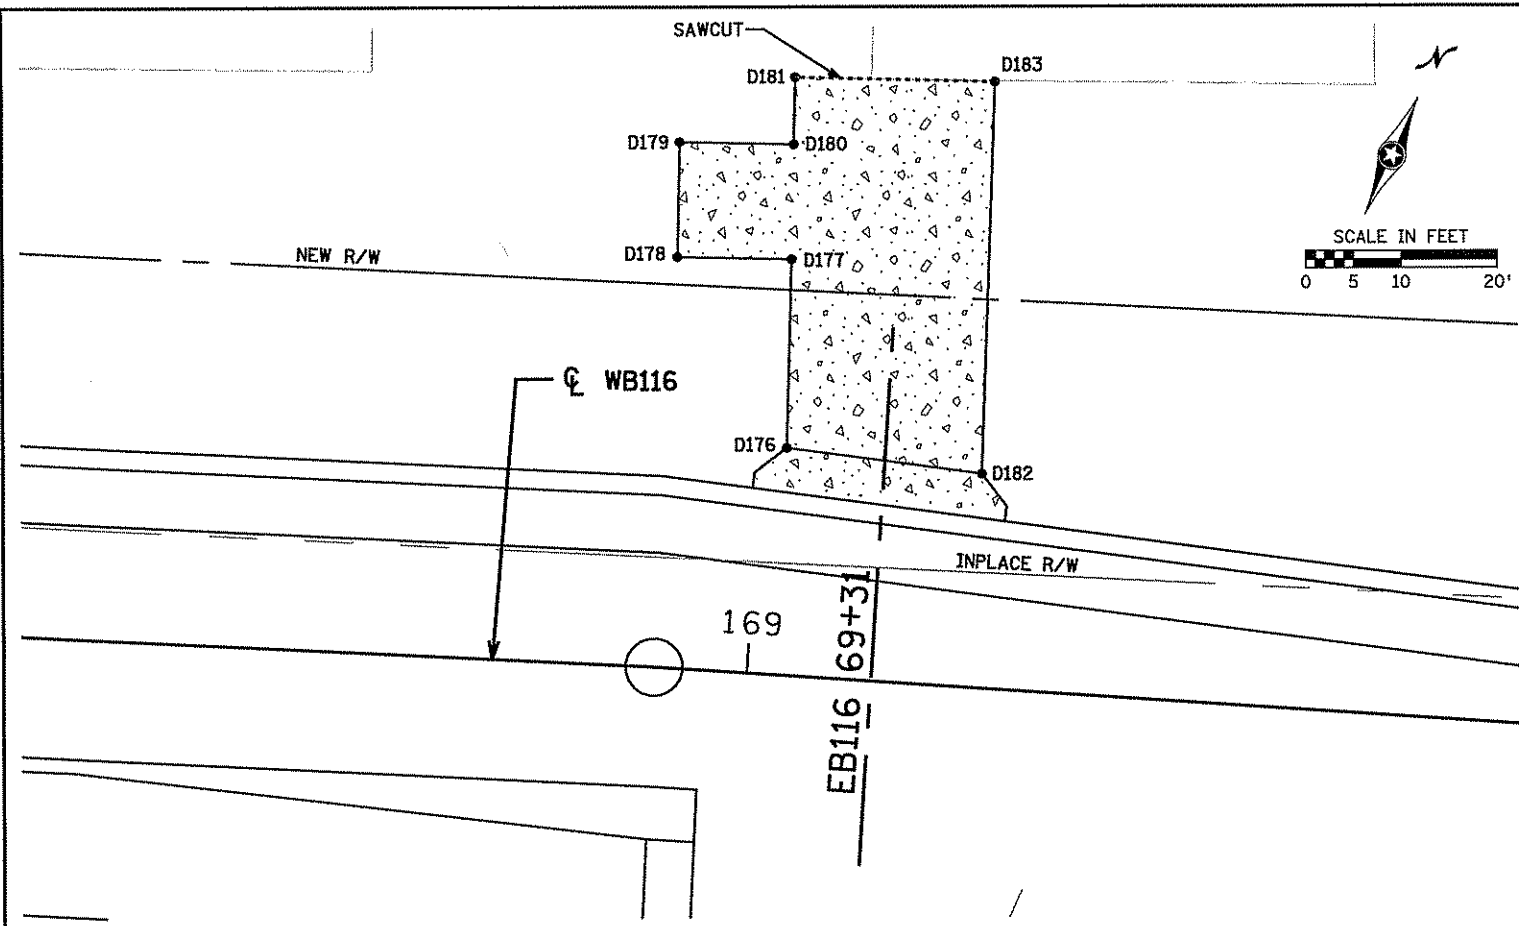 SAWCUT
D181
D183
N
D179
D180
SCALE IN FEET
0 5 10 20'
D178
D177
NEW R/W
℄ WB116
D176
D182
INPLACE R/W
169
EB116 69+31